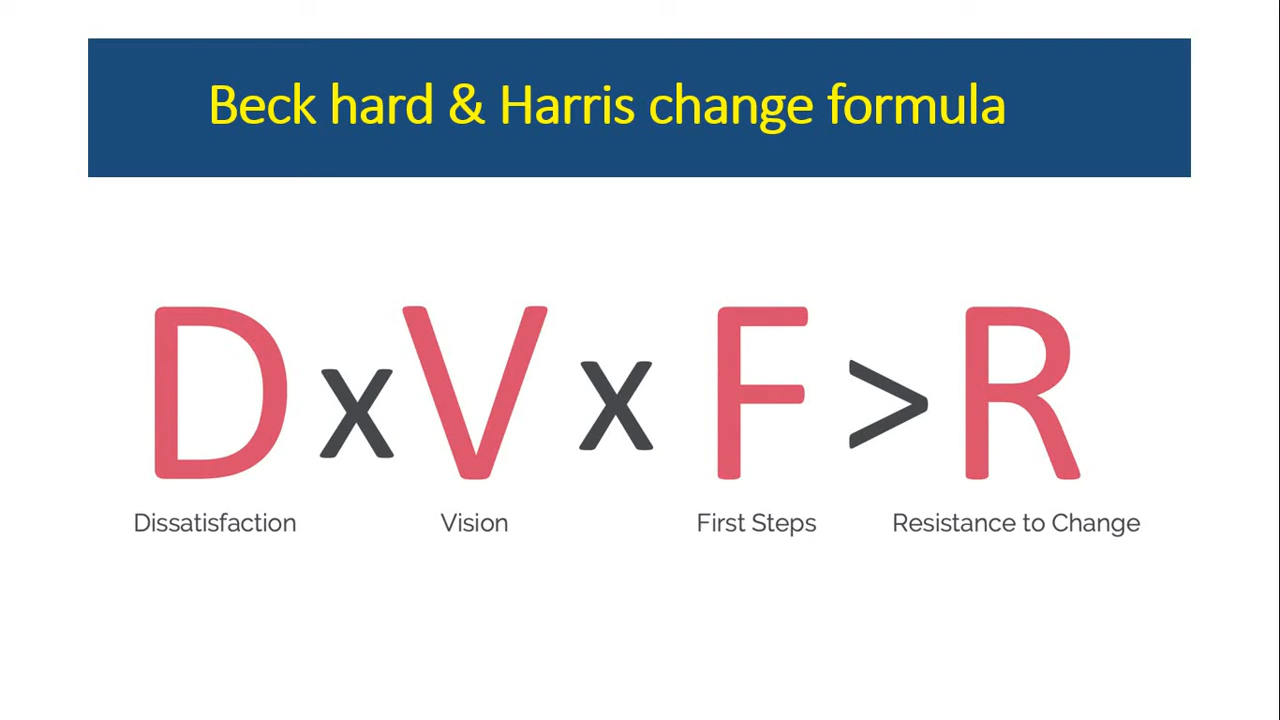 Beck hard & Harris change formula
D x V x F > R
Dissatisfaction Vision First Steps Resistance to Change